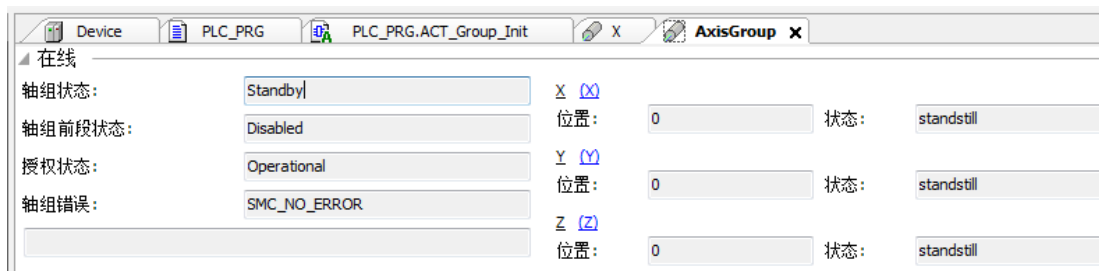 Device PLC_PRG PLC_PRG.ACT_Group_Init X AxisGroup X
在线
轴组状态: Standby X (X)
位置: 0 状态: standstill
轴组前段状态: Disabled
Y (Y)
授权状态: Operational
位置: 0 状态: standstill
轴组错误: SMC_NO_ERROR
Z (Z)
位置: 0 状态: standstill